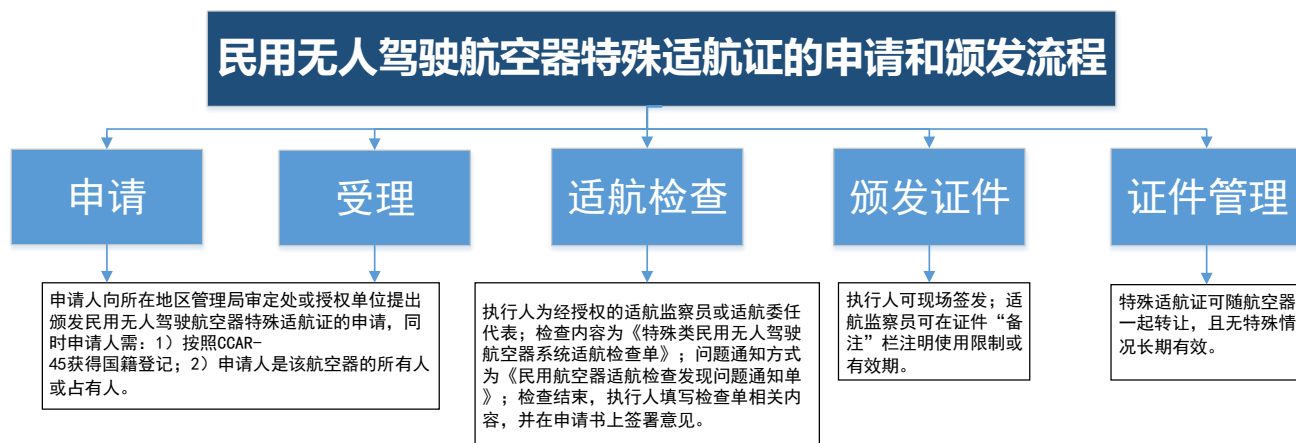 民用无人驾驶航空器特殊适航证的申请和颁发流程
申请
受理
适航检查
颁发证件
证件管理
申请人向所在地区管理局审定处或授权单位提出
颁发民用无人驾驶航空器特殊适航证的申请，同
时申请人需：1）按照CCAR-
45获得国籍登记；2）申请人是该航空器的所有人
或占有人。
执行人为经授权的适航监察员或适航委任
代表；检查内容为《特殊类民用无人驾驶
航空器系统适航检查单》；问题通知方式
为《民用航空器适航检查发现问题通知单
》；检查结束，执行人填写检查单相关内
容，并在申请书上签署意见。
执行人可现场签发；适
航监察员可在证件“备
注”栏注明使用限制或
有效期。
特殊适航证可随航空器
一起转让，且无特殊情
况长期有效。